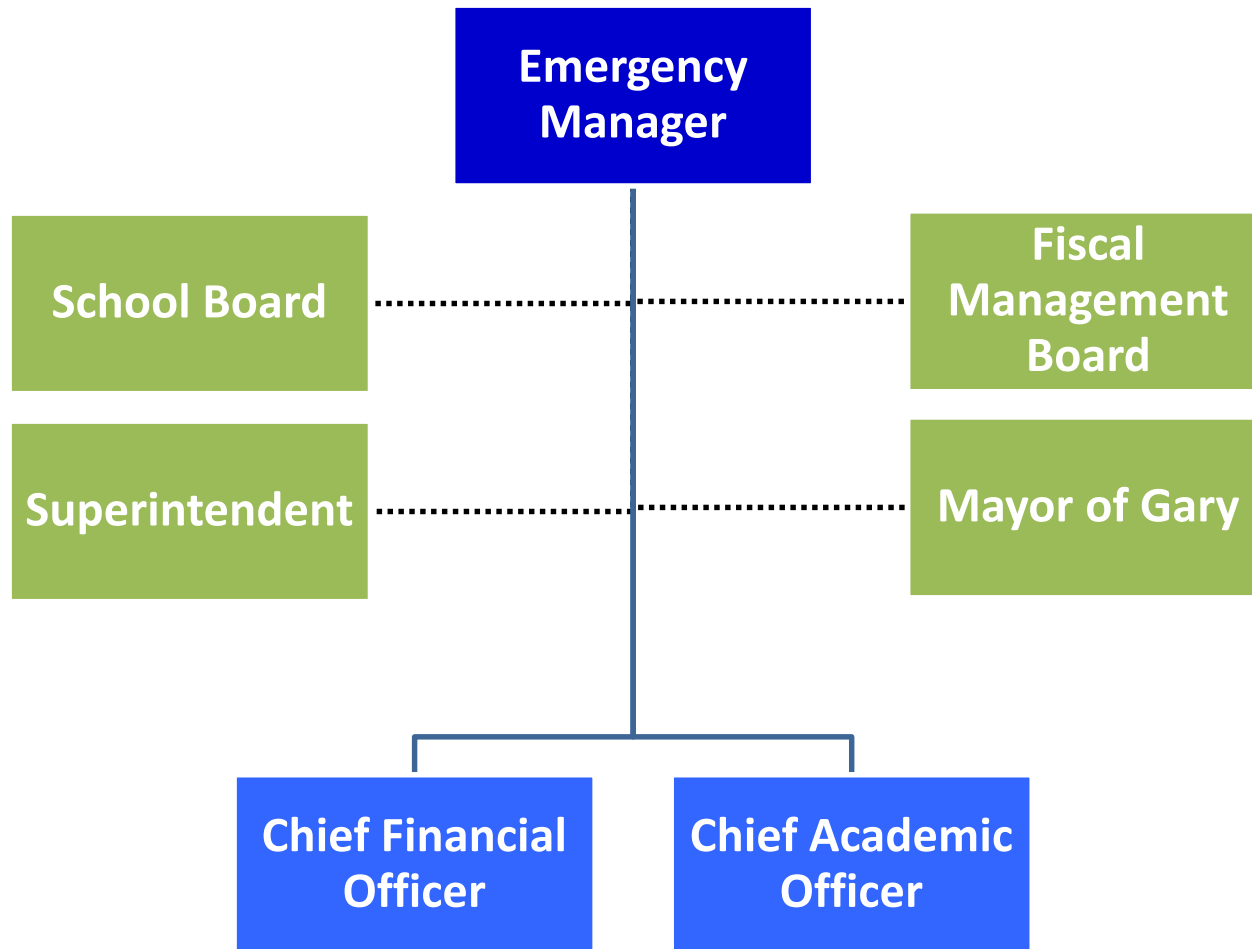 Emergency
Manager
School Board
Fiscal
Management
Board
Superintendent
Mayor of Gary
Chief Financial
Officer
Chief Academic
Officer